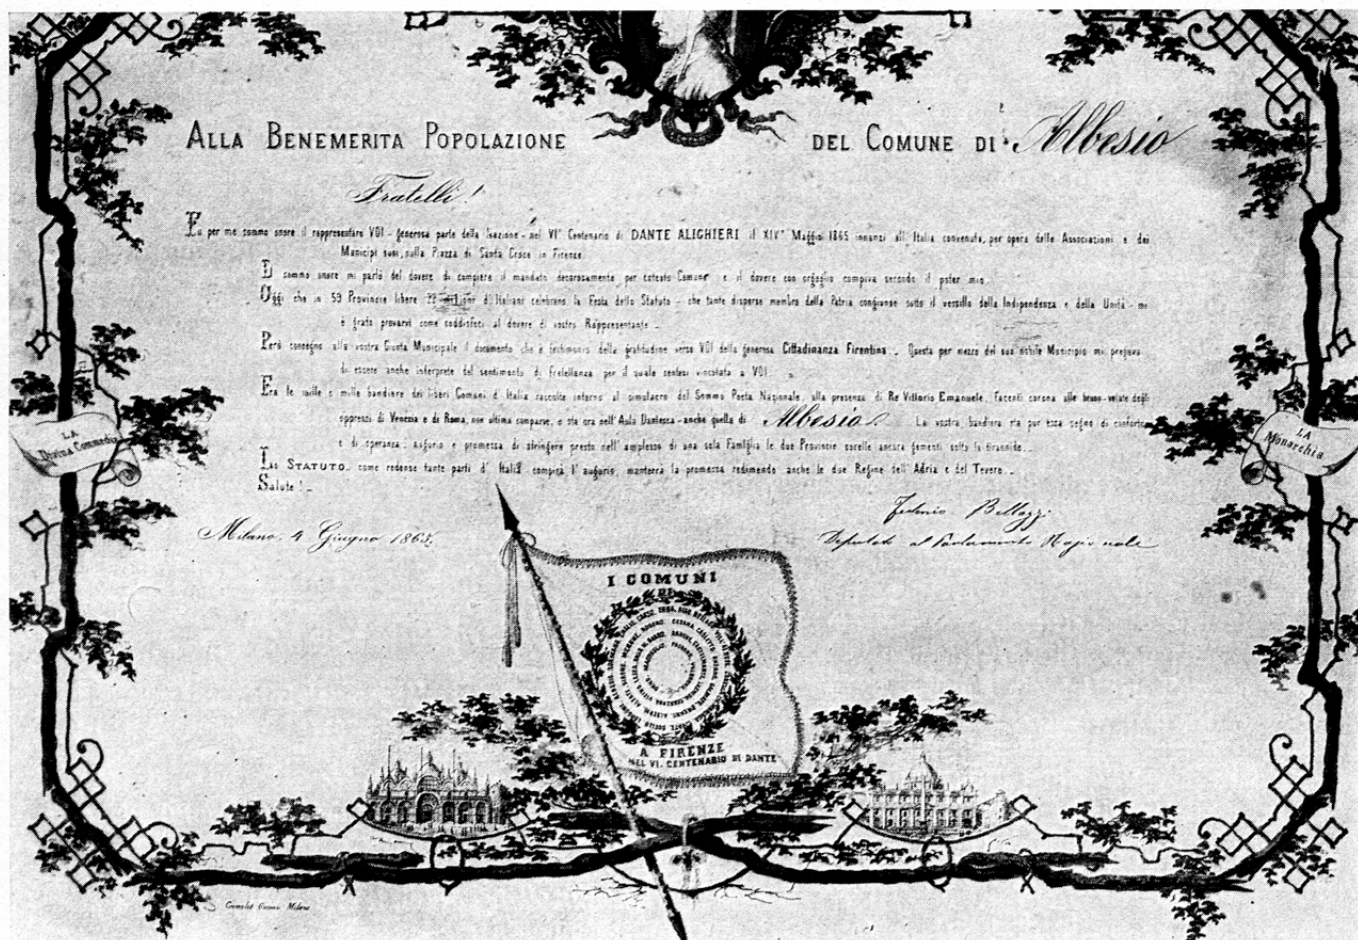 ALLA BENEMERITA POPOLAZIONE DEL COMUNE DI Albesio
Fratelli!
Fu per me sommo onore il rappresentare VOI - generosa parte della Nazione - nel VI° Centenario di DANTE ALIGHIERI il XIV° Maggio 1865 innanzi all' Italia convenuta, per opera delle Associazioni e dei
Municipi suoi, sulla Piazza di Santa Croce in Firenze.
E sommo onore mi parlò del dovere di compiere il mandato decorosamente per cotesto Comune e il dovere con orgoglio compiva secondo il poter mio.
Oggi che in 59 Provincie libere 22 milioni d'Italiani celebrano la Festa dello Statuto - che tante disperse membra della Patria congiunse sotto il vessillo della Indipendenza e della Unità - mi
è grato provarvi come soddisfeci al dovere di vostro Rappresentante _
Però consegno alla vostra Giunta Municipale il documento che è testimonio della gratitudine verso VOI della generosa Cittadinanza Firentina. _ Questa per mezzo del suo nobile Municipio mi pregava
di essere anche interprete del sentimento di fratellanza per il quale sentesi vincolata a VOI.
Era le mille e mille bandiere dei liberi Comuni d' Italia raccolte intorno al simulacro del Sommo Poeta Nazionale, alla presenza di Re Vittorio Emanuele, facenti corona alle bruno-velate degli
oppressi di Venezia e di Roma, non ultima comparve, e sta ora nell' Aula Dantesca - anche quella di Albesio. La vostra bandiera sia pur essa segno di conforto
e di speranza: augurio e promessa di stringere presto nell' amplesso di una sola Famiglia le due Provincie sorelle ancora gementi sotto la tirannide. _
Lo STATUTO come redense tante parti d' Italia compirà l' augurio, manterrà la promessa redimendo anche le due Regine dell' Adria e del Tevere. _
Salute! _
Milano. 4 Giugno 1865.
Bellazzi
Deputato al Parlamento Nazionale
LA
Divina Commedia
LA
Monarchia
I COMUNI
DI
A FIRENZE
NEL VI. CENTENARIO DI DANTE
Milano